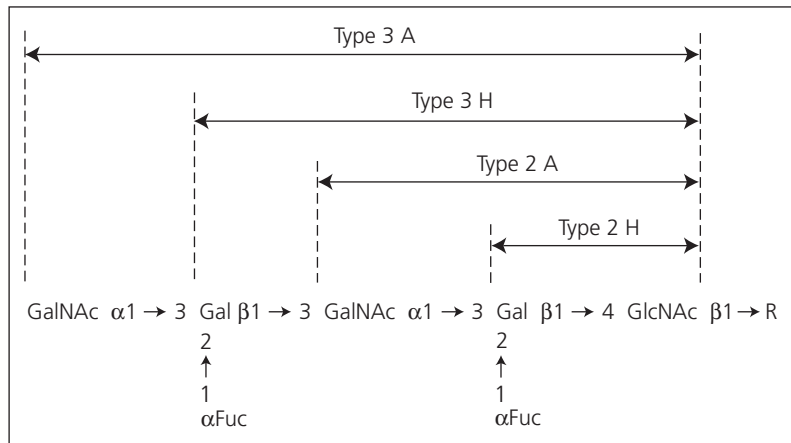 Type 3 A
Type 3 H
Type 2 A
Type 2 H
GalNAc α1 → 3 Gal β1 → 3 GalNAc α1 → 3 Gal β1 → 4 GlcNAc β1 → R
2 2
↑ ↑
1 1
αFuc αFuc